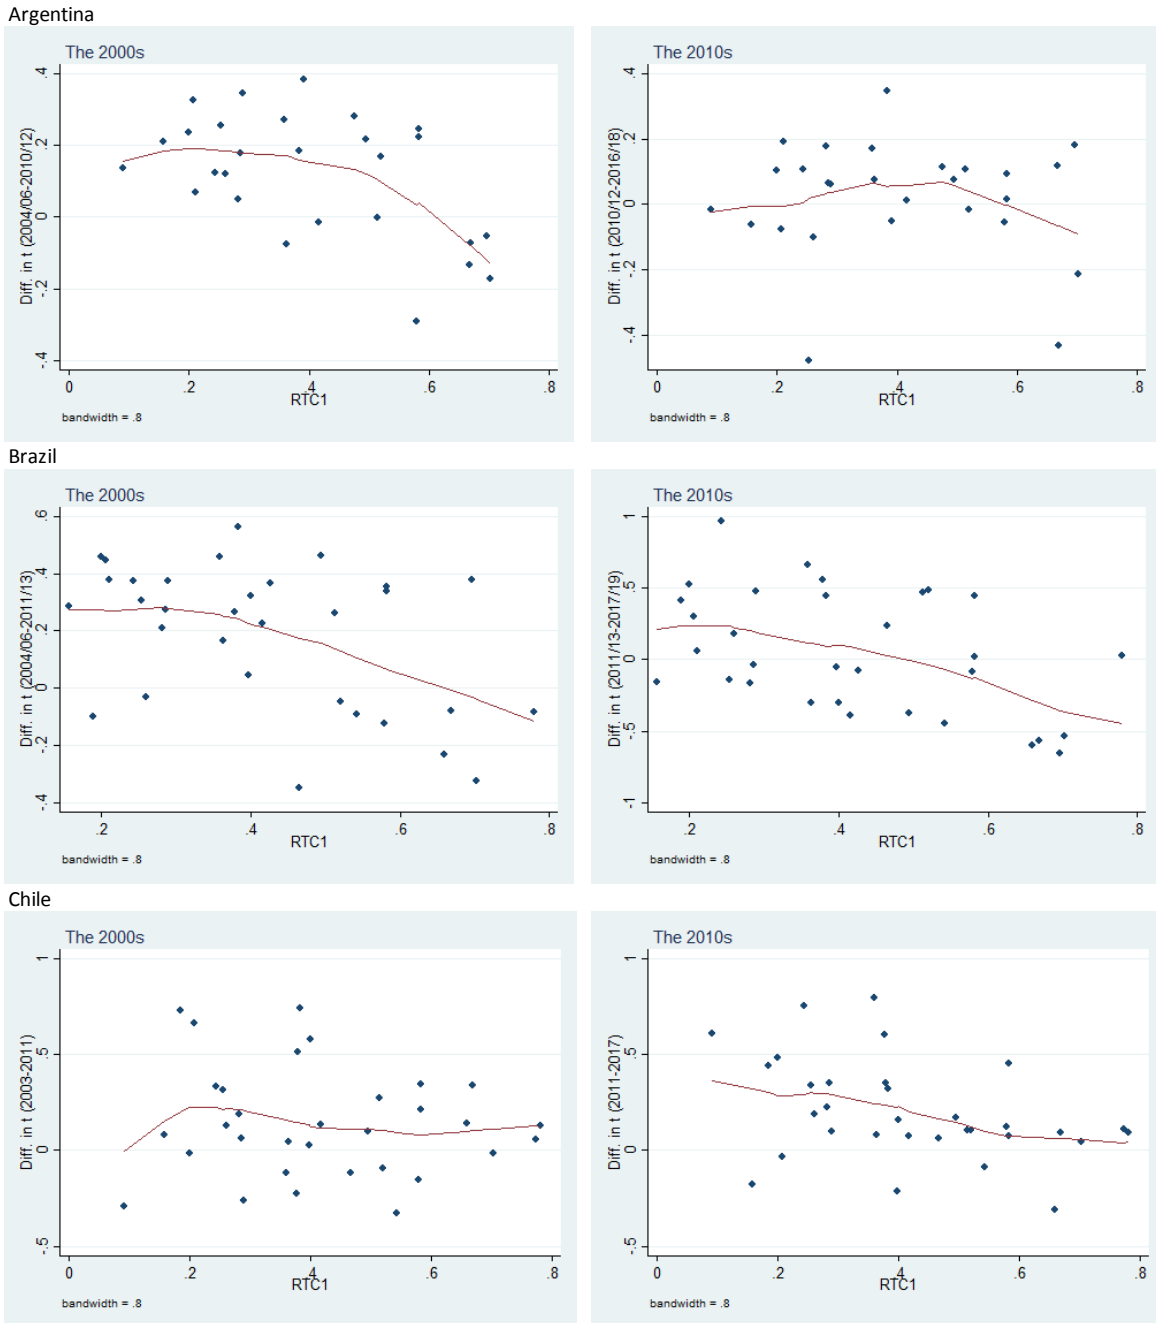 Argentina
The 2000s
Diff. in t (2004/06-2010/12)
.4
.2
0
-.2
-.4
0 .2 .4 .6 .8
RTC1
bandwidth = .8
The 2010s
Diff. in t (2010/12-2016/18)
.4
.2
0
-.2
-.4
0 .2 .4 .6 .8
RTC1
bandwidth = .8
Brazil
The 2000s
Diff. in t (2004/06-2011/13)
.6
.4
.2
0
-.2
-.4
.2 .4 .6 .8
RTC1
bandwidth = .8
The 2010s
Diff. in t (2011/13-2017/19)
1
.5
0
-.5
-1
.2 .4 .6 .8
RTC1
bandwidth = .8
Chile
The 2000s
Diff. in t (2003-2011)
1
.5
0
-.5
0 .2 .4 .6 .8
RTC1
bandwidth = .8
The 2010s
Diff. in t (2011-2017)
1
.5
0
-.5
0 .2 .4 .6 .8
RTC1
bandwidth = .8